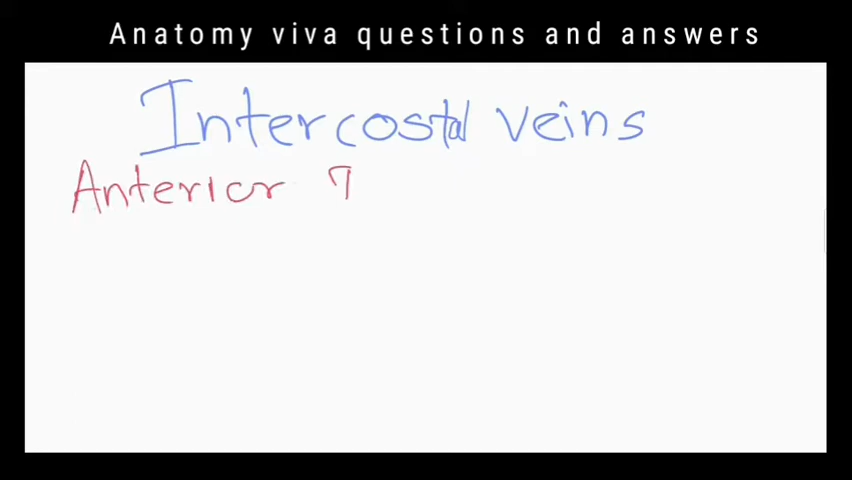 Anatomy viva questions and answers
Intercostal veins
Anterior